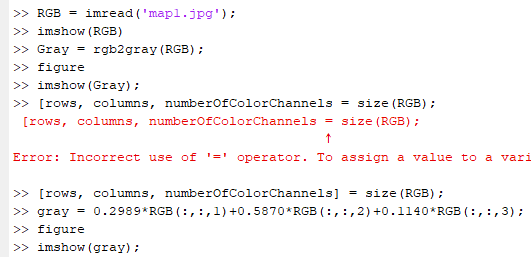 >> RGB = imread('map1.jpg');
>> imshow(RGB)
>> Gray = rgb2gray(RGB);
>> figure
>> imshow(Gray);
>> [rows, columns, numberOfColorChannels = size(RGB);
[rows, columns, numberOfColorChannels = size(RGB);
↑
Error: Incorrect use of '=' operator. To assign a value to a vari
>> [rows, columns, numberOfColorChannels] = size(RGB);
>> gray = 0.2989*RGB(:,:,1)+0.5870*RGB(:,:,2)+0.1140*RGB(:,:,3);
>> figure
>> imshow(gray);